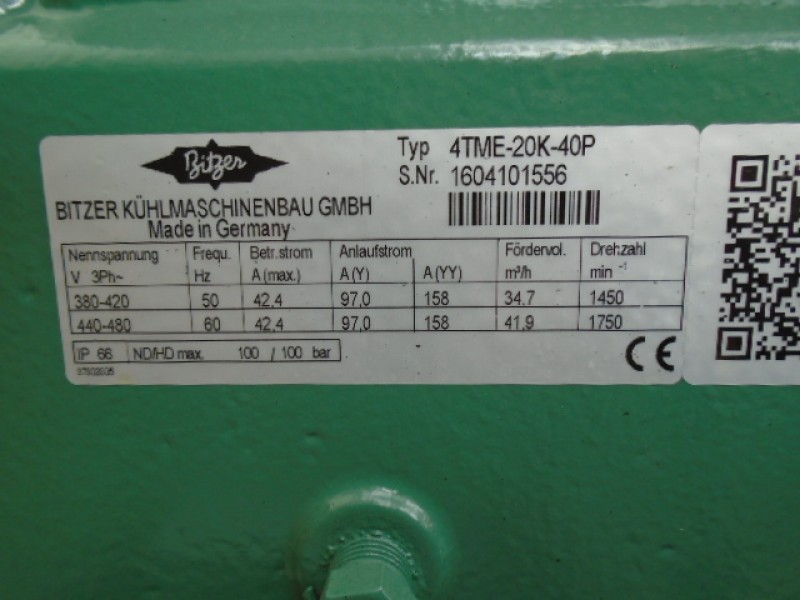 Bitzer
Typ 4TME-20K-40P
S.Nr. 1604101556
BITZER KÜHLMASCHINENBAU GMBH
Made in Germany
Nennspannung Frequ. Betr.strom Anlaufstrom Fördervol. Drehzahl
V 3Ph~ Hz A (max.) A (Y) A (YY) m³/h min -1
380-420 50 42,4 97,0 158 34.7 1450
440-480 60 42,4 97,0 158 41.9 1750
IP 66 ND/HD max. 100 / 100 bar
CE